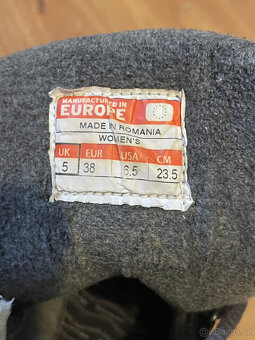 MANUFACTURED IN
EUROPE
MADE IN ROMANIA
WOMEN'S
UK EUR USA CM
5 38 6.5 23.5